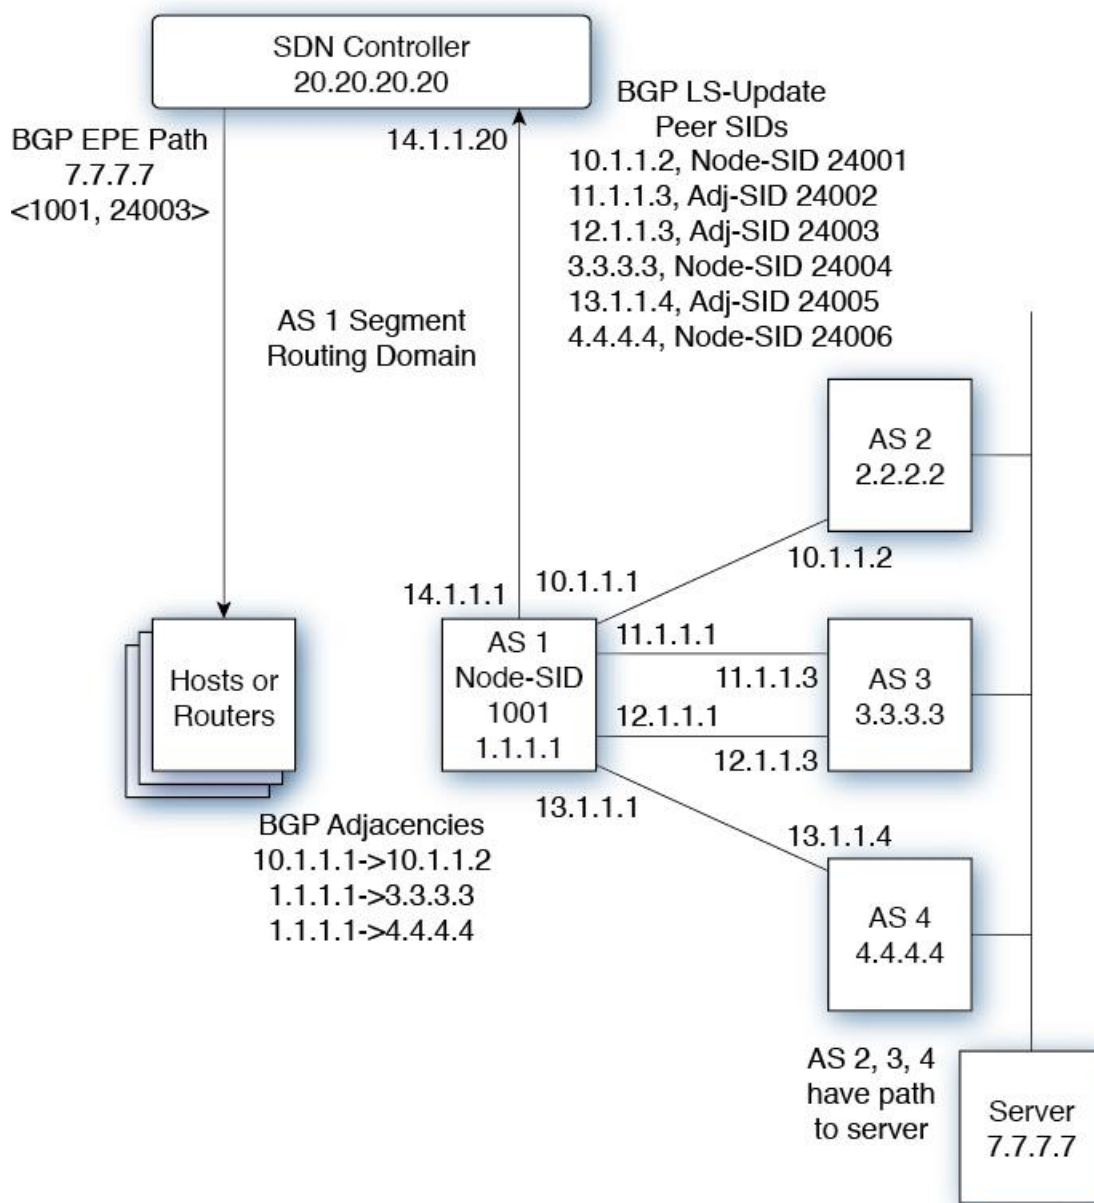 SDN Controller
20.20.20.20
BGP EPE Path
7.7.7.7
<1001, 24003>
14.1.1.20
BGP LS-Update
Peer SIDs
10.1.1.2, Node-SID 24001
11.1.1.3, Adj-SID 24002
12.1.1.3, Adj-SID 24003
3.3.3.3, Node-SID 24004
13.1.1.4, Adj-SID 24005
4.4.4.4, Node-SID 24006
AS 1 Segment
Routing Domain
AS 2
2.2.2.2
10.1.1.2
10.1.1.1
14.1.1.1
Hosts or
Routers
AS 1
Node-SID
1001
1.1.1.1
11.1.1.1
11.1.1.3
12.1.1.1
12.1.1.3
AS 3
3.3.3.3
13.1.1.1
13.1.1.4
BGP Adjacencies
10.1.1.1->10.1.1.2
1.1.1.1->3.3.3.3
1.1.1.1->4.4.4.4
AS 4
4.4.4.4
AS 2, 3, 4
have path
to server
Server
7.7.7.7